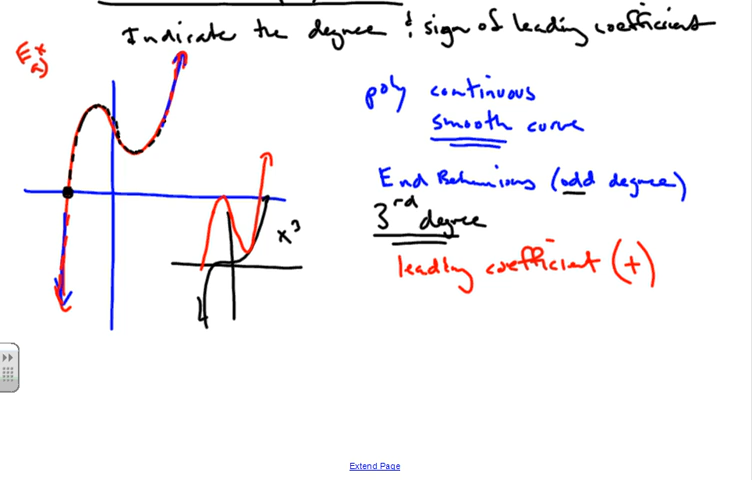 Indicate the degree & sign of leading coefficient
Ex
a)
poly continuous
smooth curve
End Behaviors (odd degree)
3rd degree
x³
leading coefficient (+)
Extend Page